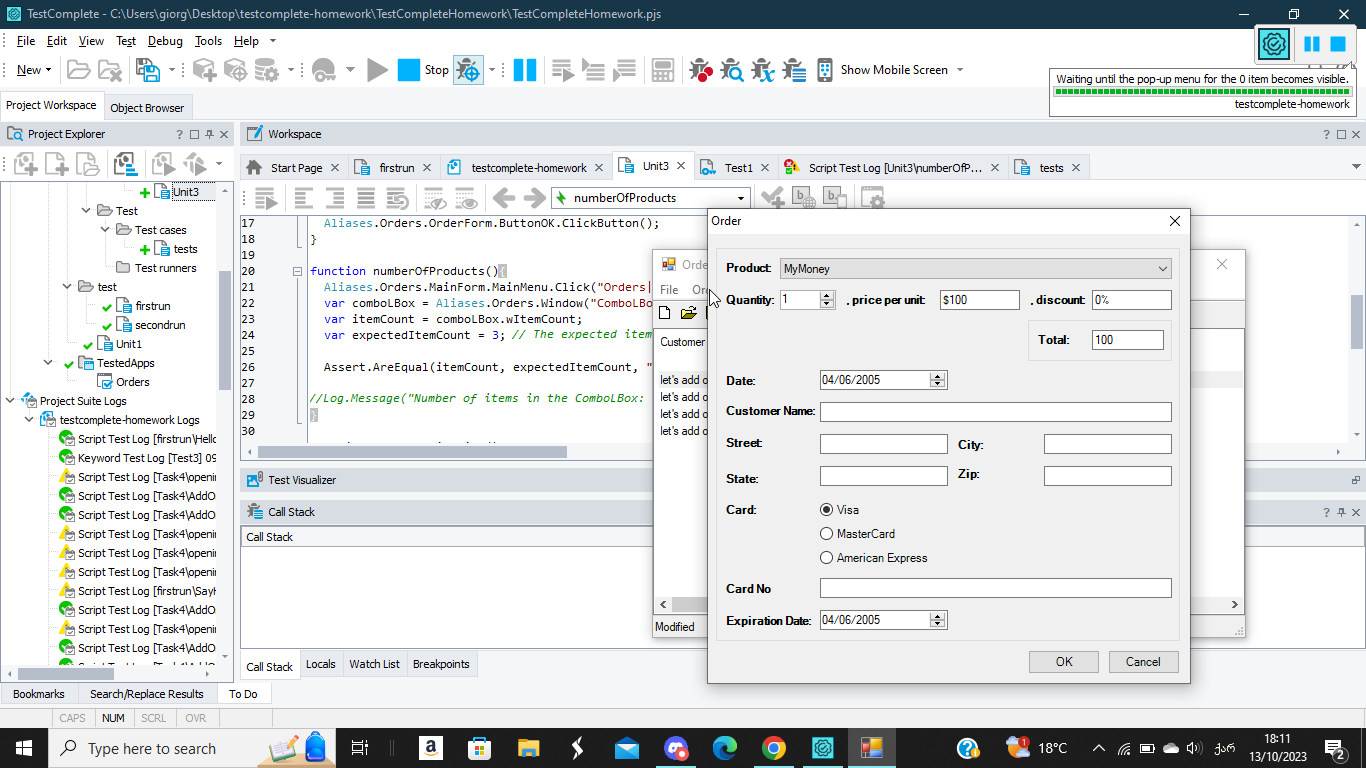 TestComplete - C:\Users\giorg\Desktop\testcomplete-homework\TestCompleteHomework\TestCompleteHomework.pjs
File Edit View Test Debug Tools Help
New Stop Show Mobile Screen
Waiting until the pop-up menu for the 0 item becomes visible.
testcomplete-homework
Project Workspace Object Browser
Project Explorer
Workspace
Start Page firstrun testcomplete-homework Unit3 Test1 Script Test Log [Unit3\numberOfP... tests
numberOfProducts
Unit3
Test
Test cases
tests
Test runners
test
firstrun
secondrun
Unit1
TestedApps
Orders
Project Suite Logs
testcomplete-homework Logs
Script Test Log [firstrun\Hello
Keyword Test Log [Test3] 09
Script Test Log [Task4\openi
Script Test Log [Task4\AddO
Script Test Log [Task4\AddO
Script Test Log [Task4\openi
Script Test Log [Task4\openi
Script Test Log [Task4\openi
Script Test Log [firstrun\SayH
Script Test Log [Task4\AddO
Script Test Log [Task4\openi
Script Test Log [Task4\AddO
17 Aliases.Orders.OrderForm.ButtonOK.ClickButton();
18 }
19
20 function numberOfProducts(){
21 Aliases.Orders.MainForm.MainMenu.Click("Orders|
22 var comboLBox = Aliases.Orders.Window("ComboLBo
23 var itemCount = comboLBox.wItemCount;
24 var expectedItemCount = 3; // The expected item
25
26 Assert.AreEqual(itemCount, expectedItemCount, "
27
28 //Log.Message("Number of items in the ComboLBox:
29 }
30
Test Visualizer
Call Stack
Call Stack
Call Stack Locals Watch List Breakpoints
Bookmarks Search/Replace Results To Do
CAPS NUM SCRL OVR
Orde
File Or
Customer
let's add o
let's add o
let's add o
let's add o
Modified
Order
Product: MyMoney
Quantity: 1 , price per unit: $100 , discount: 0%
Total: 100
Date: 04/06/2005
Customer Name:
Street: City:
State: Zip:
Card: Visa
MasterCard
American Express
Card No
Expiration Date: 04/06/2005
OK Cancel
Type here to search
18°C
ქარ
18:11
13/10/2023
2